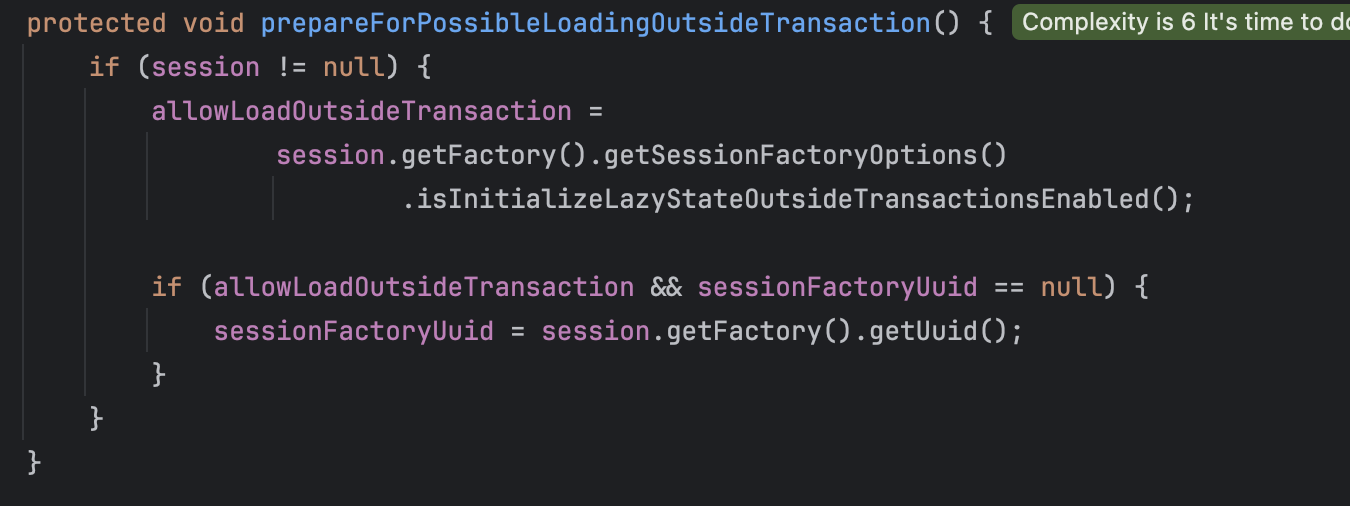 protected void prepareForPossibleLoadingOutsideTransaction() { Complexity is 6 It's time to do
if (session != null) {
allowLoadOutsideTransaction =
session.getFactory().getSessionFactoryOptions()
.isInitializeLazyStateOutsideTransactionsEnabled();
if (allowLoadOutsideTransaction && sessionFactoryUuid == null) {
sessionFactoryUuid = session.getFactory().getUuid();
}
}
}